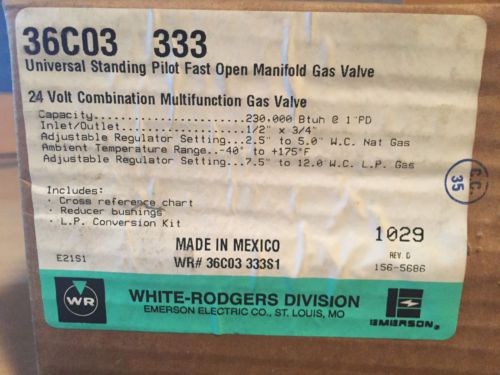 36C03 333
Universal Standing Pilot Fast Open Manifold Gas Valve
24 Volt Combination Multifunction Gas Valve
Capacity.........................230.000 Btuh @ 1"PD
Inlet/Outlet.....................1/2" x 3/4"
Adjustable Regulator Setting...2.5" to 5.0" W.C. Nat Gas
Ambient Temperature Range..-40° to +175°F
Adjustable Regulator Setting...7.5" to 12.0 W.C. L.P. Gas
Includes:
• Cross reference chart
• Reducer bushings
• L.P. Conversion Kit
C.C.
35
E21S1
MADE IN MEXICO
WR# 36C03 333S1
1029
REV. D
156-5686
WR
WHITE-RODGERS DIVISION
EMERSON ELECTRIC CO., ST. LOUIS, MO
EMERSON